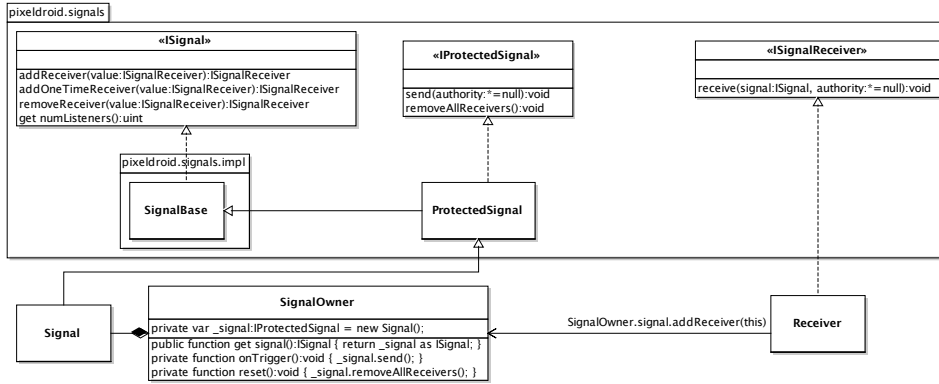 pixeldroid.signals
«ISignal»
addReceiver(value:ISignalReceiver):ISignalReceiver
addOneTimeReceiver(value:ISignalReceiver):ISignalReceiver
removeReceiver(value:ISignalReceiver):ISignalReceiver
get numListeners():uint
«IProtectedSignal»
send(authority:*=null):void
removeAllReceivers():void
«ISignalReceiver»
receive(signal:ISignal, authority:*=null):void
pixeldroid.signals.impl
SignalBase
ProtectedSignal
Signal
SignalOwner
private var _signal:IProtectedSignal = new Signal();
public function get signal():ISignal { return _signal as ISignal; }
private function onTrigger():void { _signal.send(); }
private function reset():void { _signal.removeAllReceivers(); }
SignalOwner.signal.addReceiver(this)
Receiver